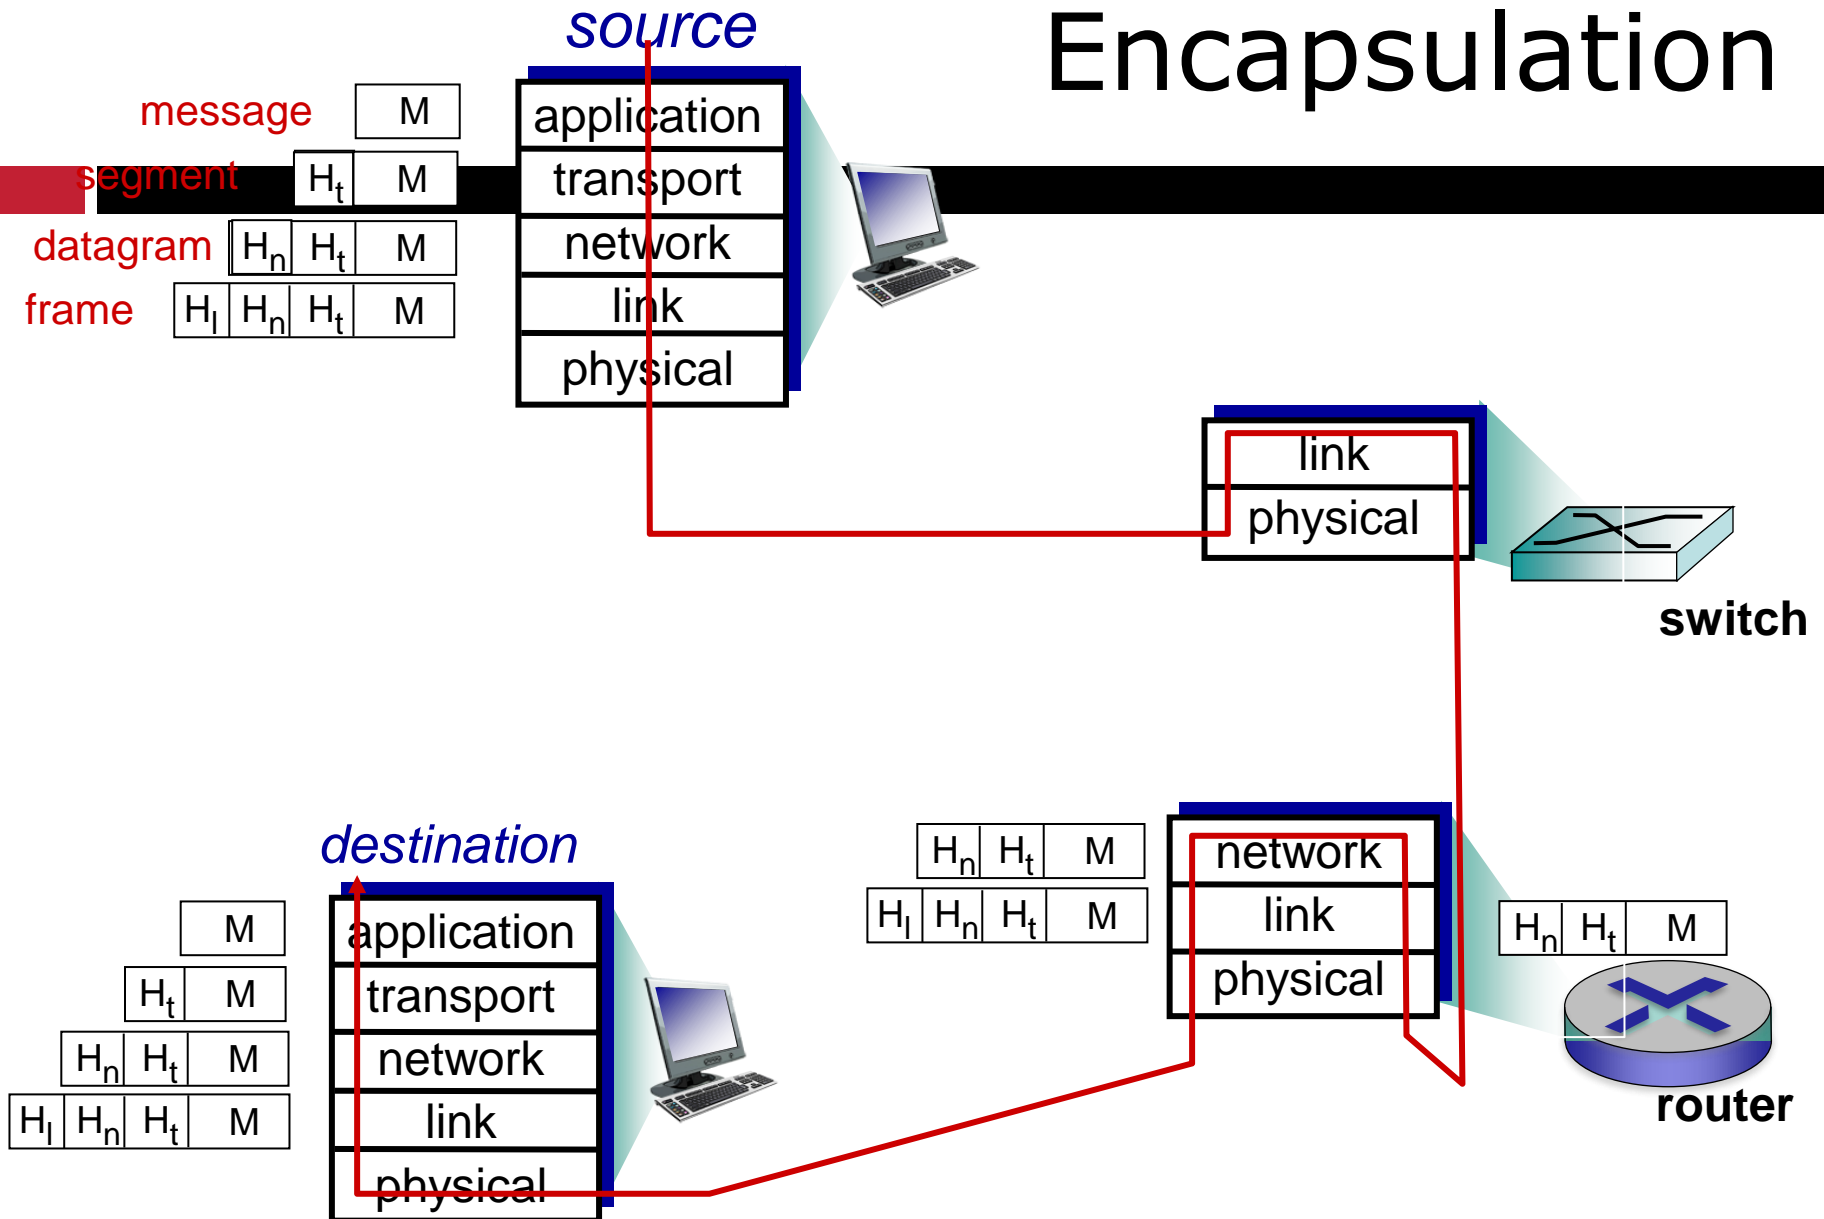 source
Encapsulation
message M
application
segment Ht M
transport
datagram Hn Ht M
network
frame Hl Hn Ht M
link
physical
link
physical
switch
destination
Hn Ht M
network
Hl Hn Ht M
link
physical
Hn Ht M
router
M
application
Ht M
transport
Hn Ht M
network
Hl Hn Ht M
link
physical